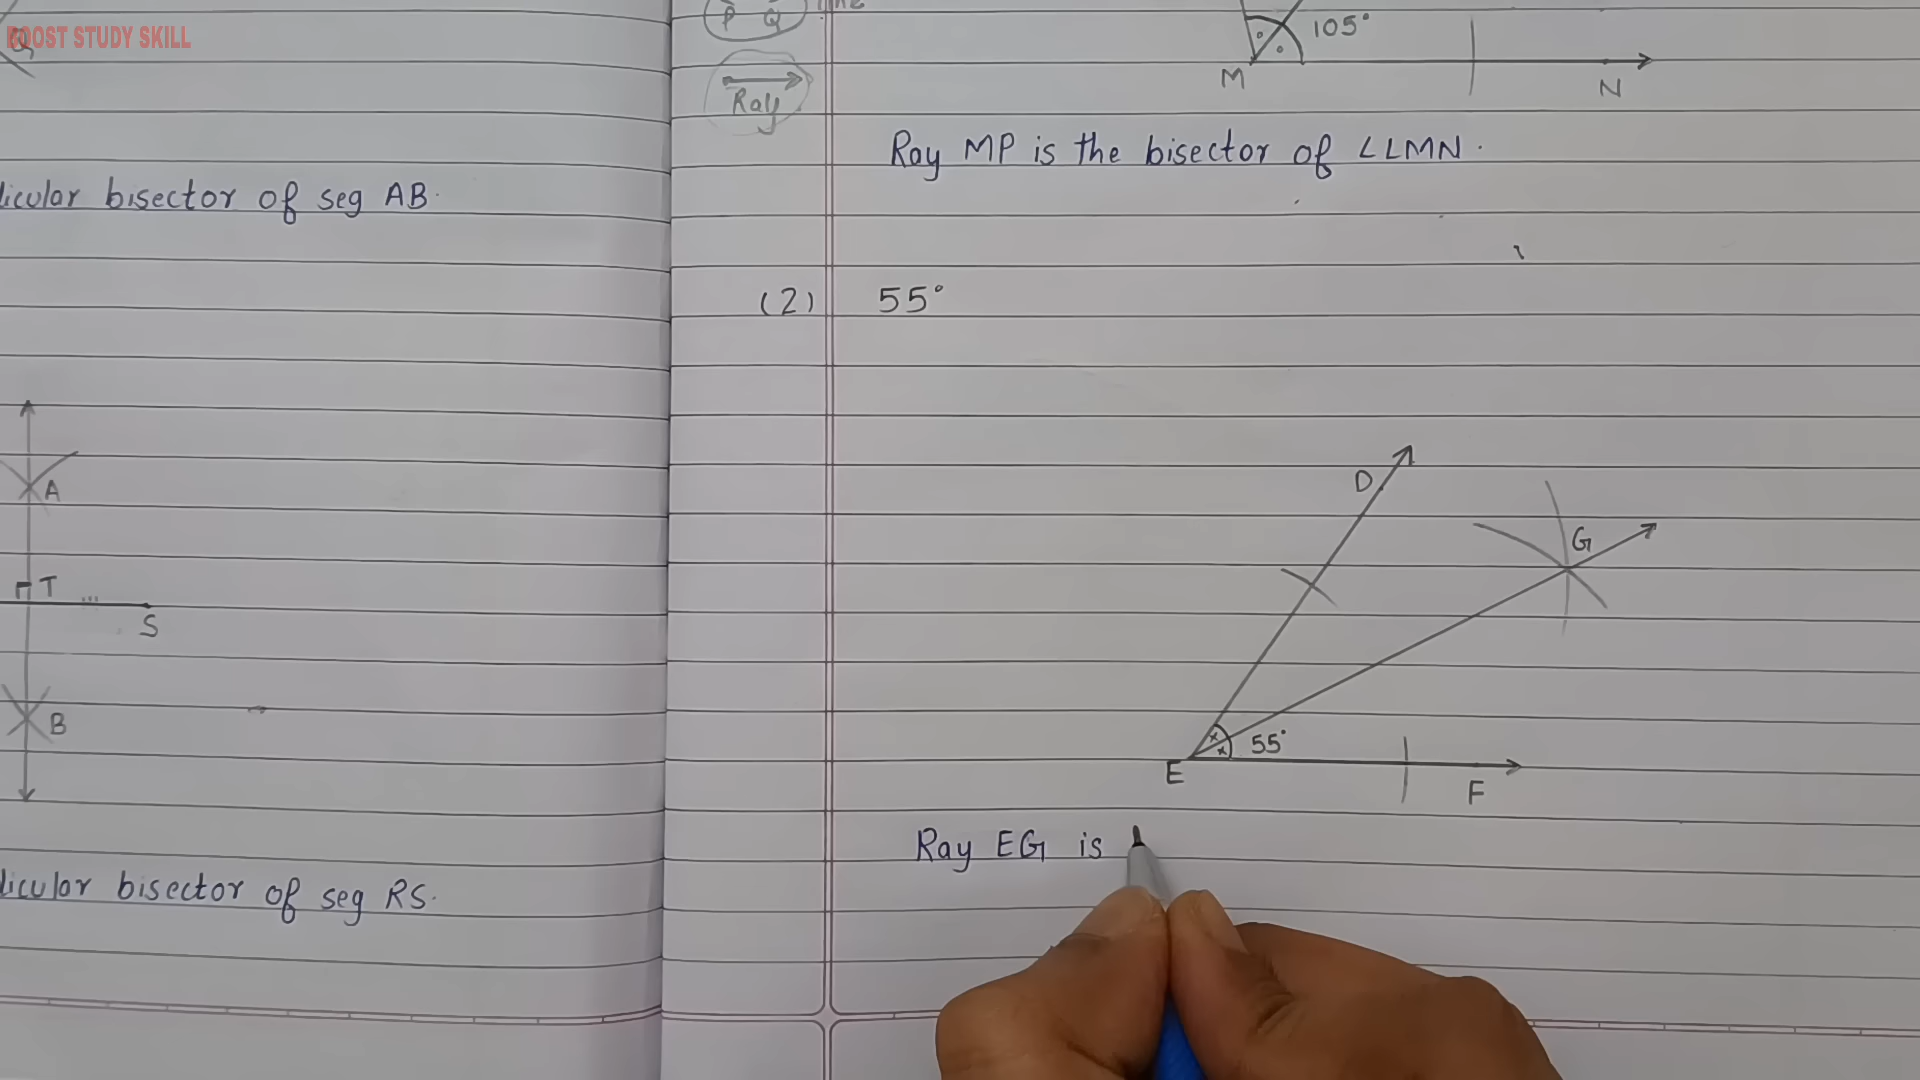 BOOST STUDY SKILL
licular bisector of seg AB.
A
T
S
B
licular bisector of seg RS.
P Q
Ray
105°
M
N
Ray MP is the bisector of ∠LMN.
(2) 55°
D
G
55°
E
F
Ray EG is